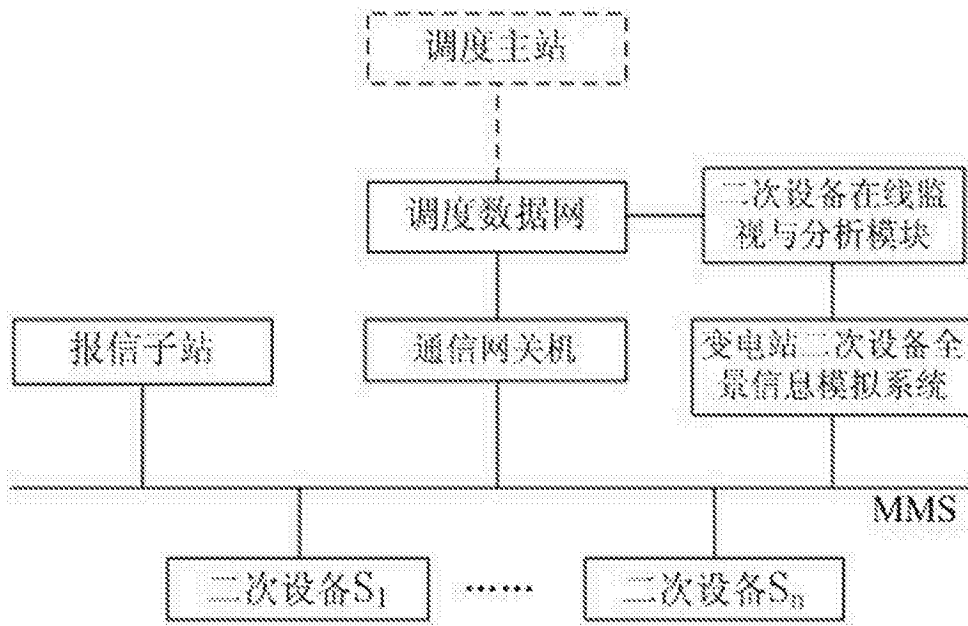 调度主站
调度数据网
二次设备在线监
视与分析模块
报信子站
通信网关机
变电站二次设备全
景信息模拟系统
MMS
二次设备S1
……
二次设备Sn